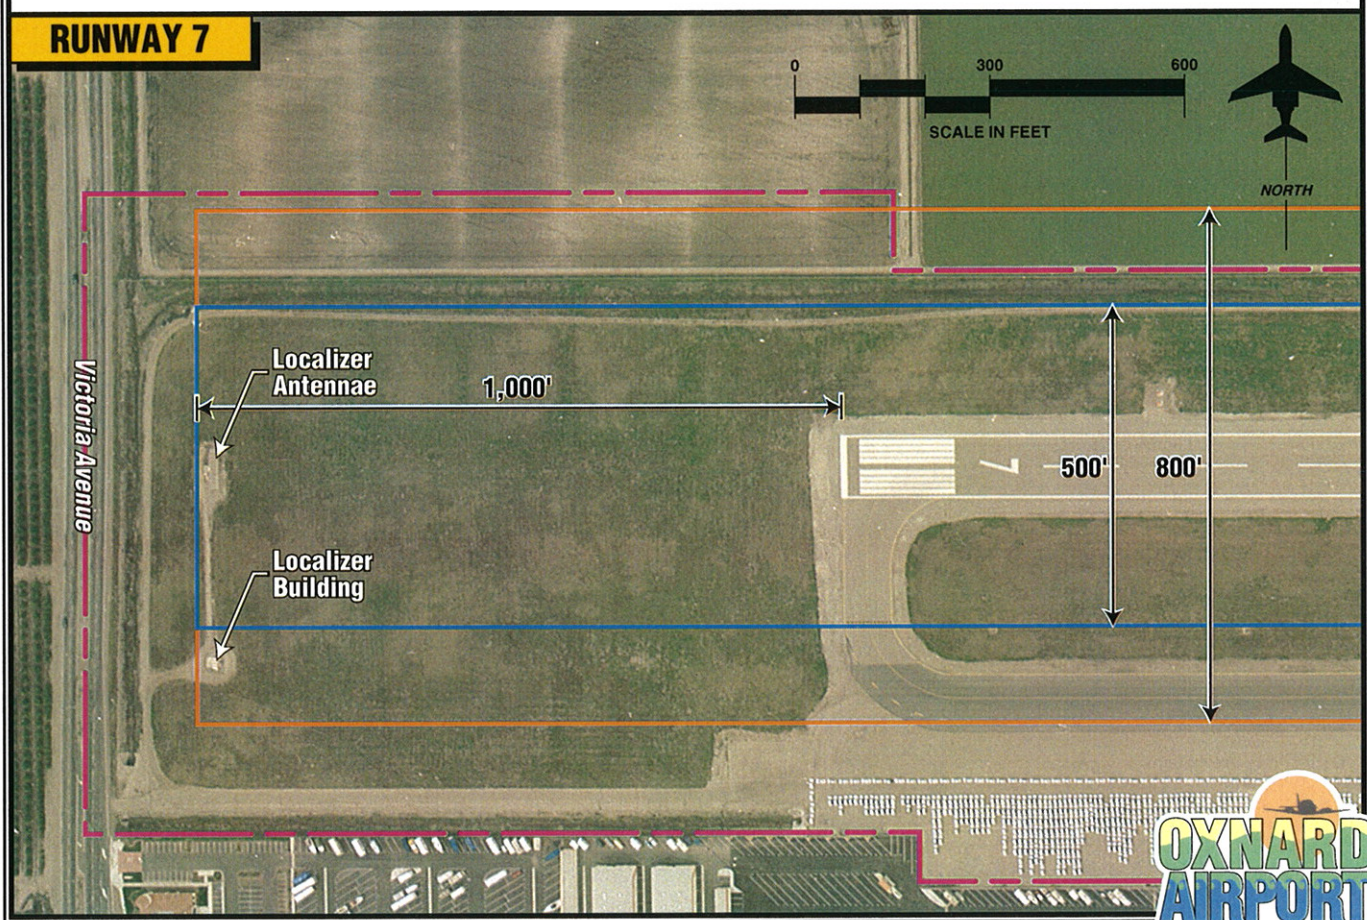 RUNWAY 7
0 300 600
SCALE IN FEET
NORTH
Localizer
Antennae
1,000'
Victoria Avenue
7
500'
800'
Localizer
Building
OXNARD
AIRPORT